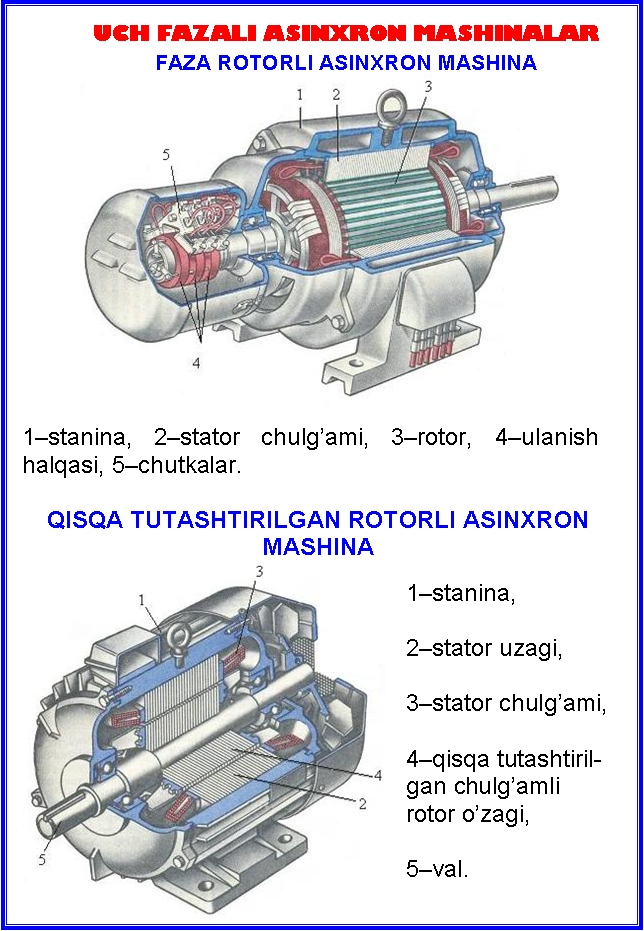 UCH FAZALI ASINXRON MASHINALAR
FAZA ROTORLI ASINXRON MASHINA
1
2
3
5
4
1–stanina, 2–stator chulg’ami, 3–rotor, 4–ulanish
halqasi, 5–chutkalar.
QISQA TUTASHTIRILGAN ROTORLI ASINXRON
MASHINA
3
1
4
2
5
1–stanina,
2–stator uzagi,
3–stator chulg’ami,
4–qisqa tutashtiril-
gan chulg’amli
rotor o’zagi,
5–val.